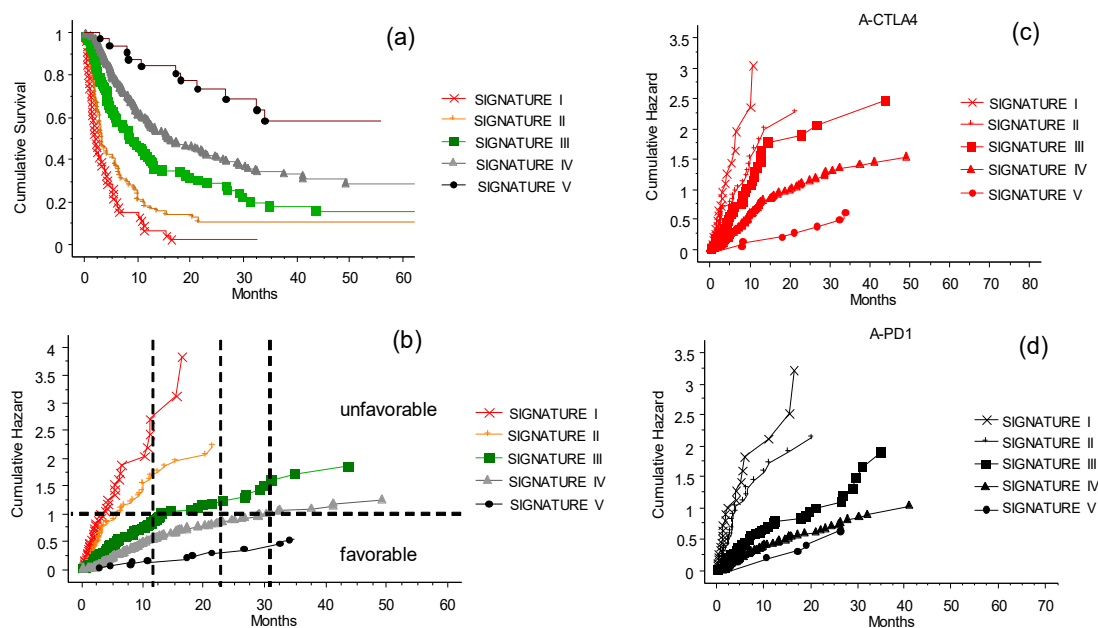 (a)
Cumulative Survival
1
0.8
0.6
0.4
0.2
0
0 10 20 30 40 50 60
Months
SIGNATURE I
SIGNATURE II
SIGNATURE III
SIGNATURE IV
SIGNATURE V
A-CTLA4
(c)
Cumulative Hazard
3.5
3
2.5
2
1.5
1
0.5
0
0 10 20 30 40 50 60 70 80
Months
SIGNATURE I
SIGNATURE II
SIGNATURE III
SIGNATURE IV
SIGNATURE V
(b)
Cumulative Hazard
4
3.5
3
2.5
2
1.5
1
0.5
0
0 10 20 30 40 50 60
Months
unfavorable
favorable
SIGNATURE I
SIGNATURE II
SIGNATURE III
SIGNATURE IV
SIGNATURE V
A-PD1
(d)
Cumulative Hazard
3.5
3
2.5
2
1.5
1
0.5
0
0 10 20 30 40 50 60 70
Months
SIGNATURE I
SIGNATURE II
SIGNATURE III
SIGNATURE IV
SIGNATURE V